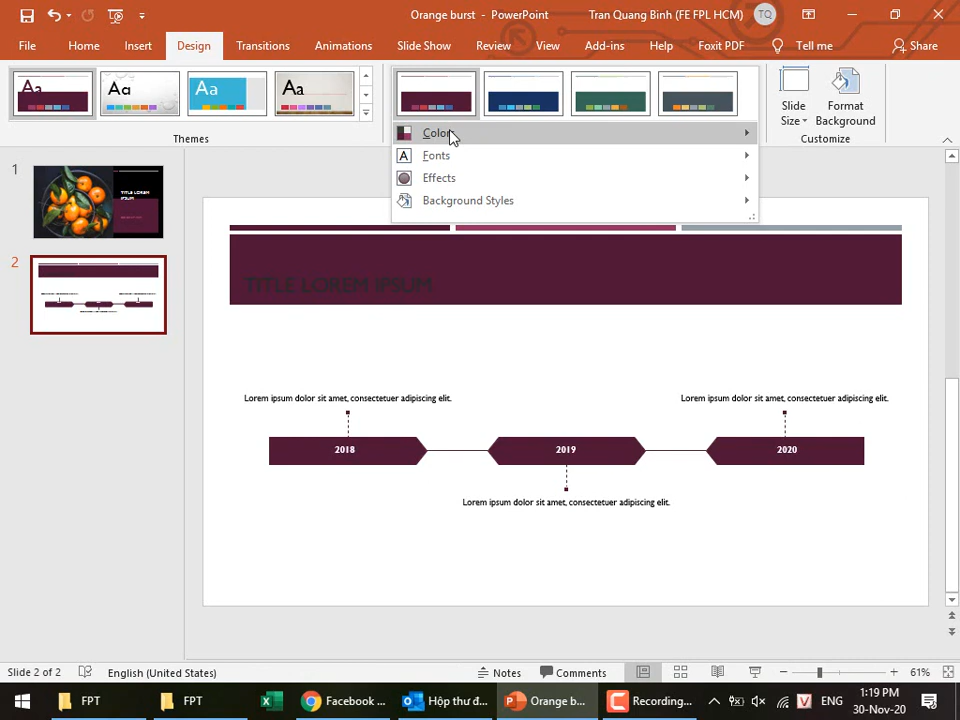 Orange burst - PowerPoint
Tran Quang Binh (FE FPL HCM)
TQ
File
Home
Insert
Design
Transitions
Animations
Slide Show
Review
View
Add-ins
Help
Foxit PDF
Tell me
Share
Aa
Aa
Aa
Aa
Themes
Slide
Size
Format
Background
Customize
Colors
Fonts
Effects
Background Styles
1
2
TITLE LOREM
IPSUM
TITLE LOREM IPSUM
Lorem ipsum dolor sit amet, consectetuer adipiscing elit.
Lorem ipsum dolor sit amet, consectetuer adipiscing elit.
2018
2019
2020
Lorem ipsum dolor sit amet, consectetuer adipiscing elit.
Slide 2 of 2
English (United States)
Notes
Comments
61%
FPT
FPT
Facebook ...
Hộp thư đ...
Orange b...
Recording...
ENG
1:19 PM
30-Nov-20